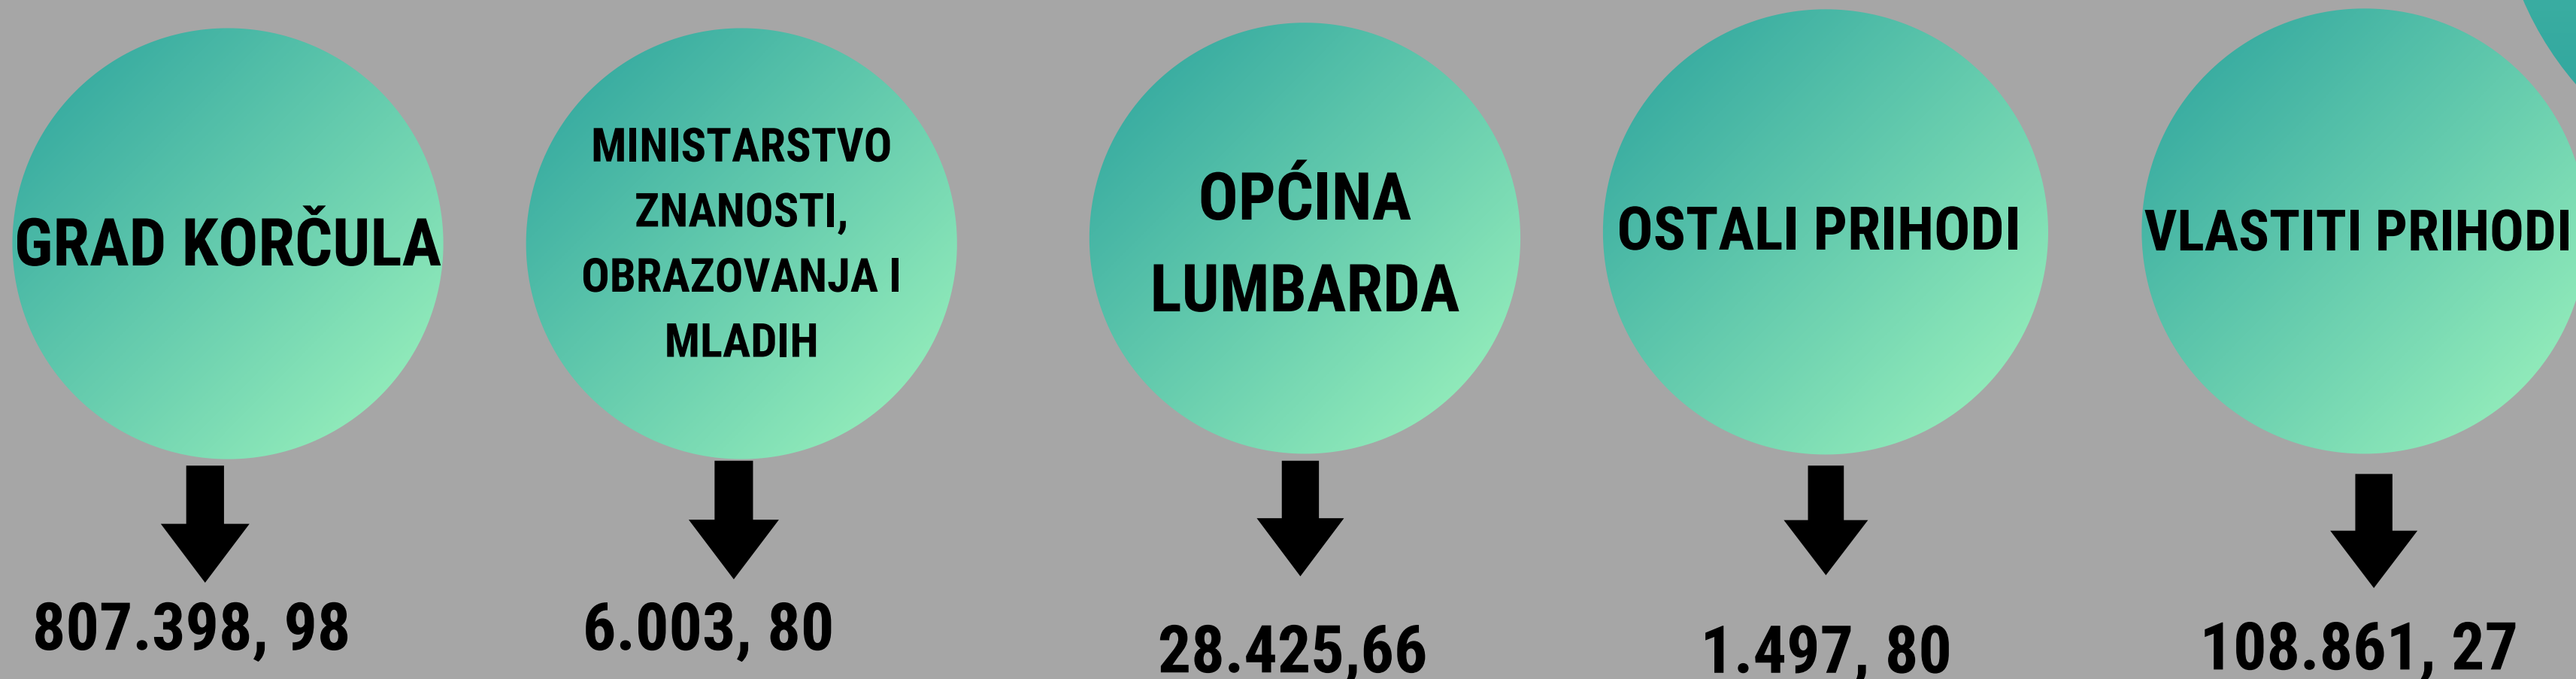 GRAD KORČULA
MINISTARSTVO
ZNANOSTI,
OBRAZOVANJA I
MLADIH
OPĆINA
LUMBARDA
OSTALI PRIHODI
VLASTITI PRIHODI
807.398, 98
6.003, 80
28.425,66
1.497, 80
108.861, 27